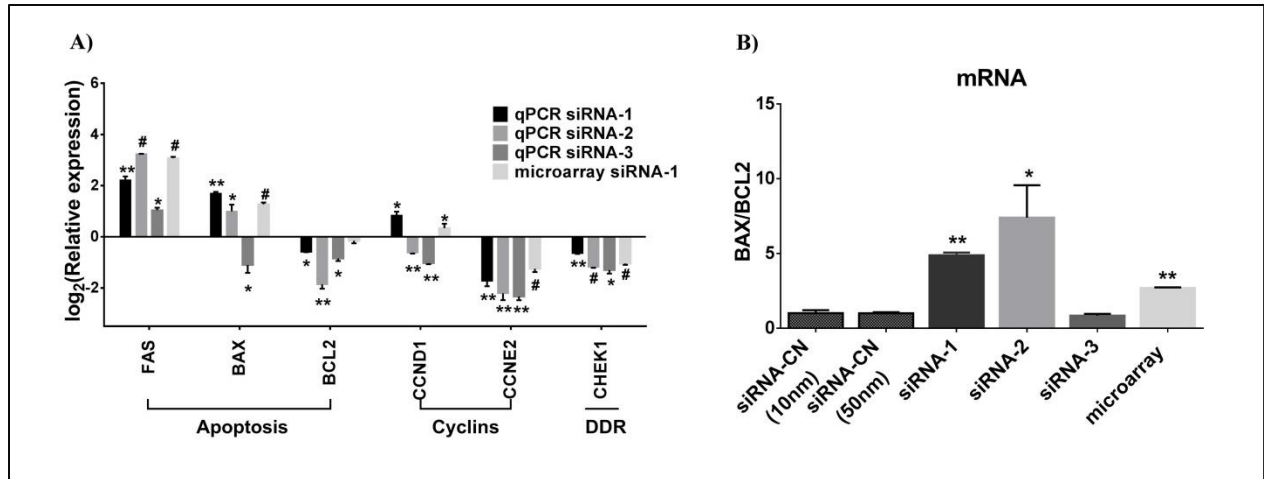 A)
log2(Relative expression)
6
4
2
0
-2
qPCR siRNA-1
qPCR siRNA-2
qPCR siRNA-3
microarray siRNA-1
** # * #
** * * #
* ** *
* ** ** *
** ** ** #
** # * #
FAS
BAX
BCL2
CCND1
CCNE2
CHEK1
Apoptosis
Cyclins
DDR
B)
mRNA
BAX/BCL2
15
10
5
0
**
*
**
siRNA-CN
(10nm)
siRNA-CN
(50nm)
siRNA-1
siRNA-2
siRNA-3
microarray